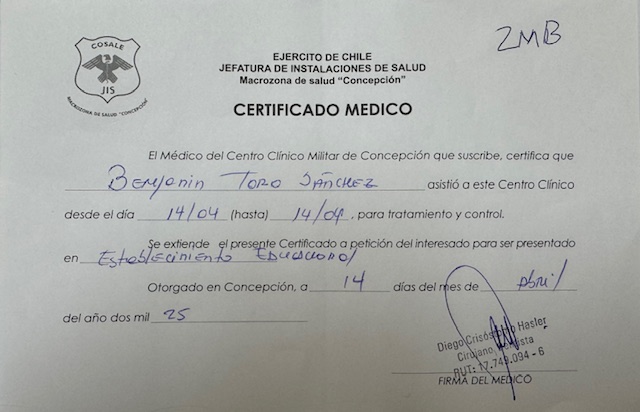 2MB
COSALE
JIS
MACROZONA DE SALUD "CONCEPCIÓN"
EJERCITO DE CHILE
JEFATURA DE INSTALACIONES DE SALUD
Macrozona de salud "Concepción"
CERTIFICADO MEDICO
El Médico del Centro Clínico Militar de Concepción que suscribe, certifica que
Benjamin Toro Sánchez asistió a este Centro Clínico
desde el día 14/04 (hasta) 14/04, para tratamiento y control.
Se extiende el presente Certificado a petición del interesado para ser presentado
en Establecimiento Educacional
Otorgado en Concepción, a 14 días del mes de Abril
del año dos mil 25
Diego Crisóstomo Hasler
Cirujano
RUT: 17.749.094 - 6
FIRMA DEL MEDICO